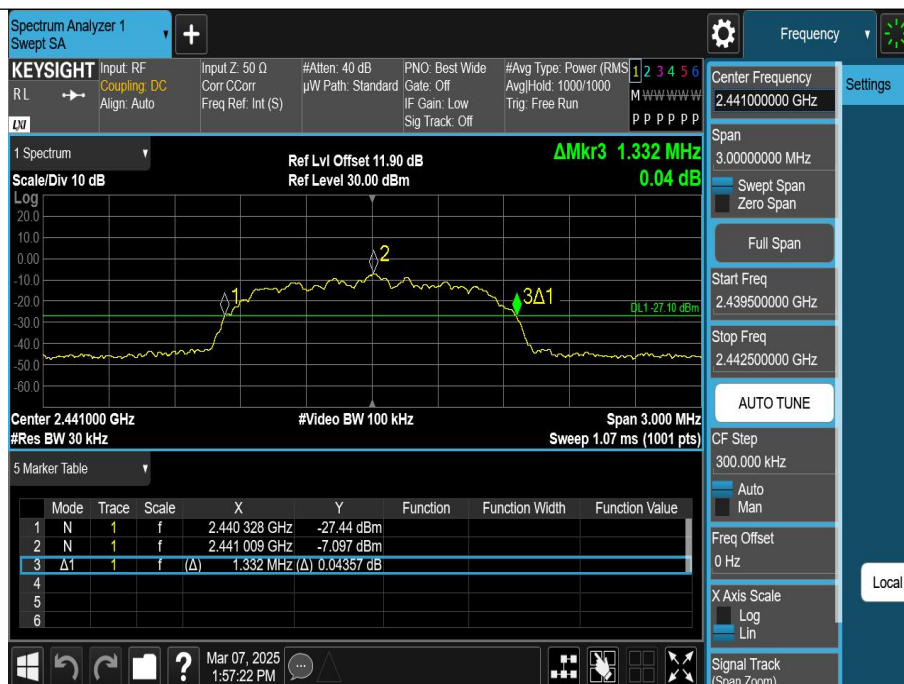 Spectrum Analyzer 1
Swept SA
+
Frequency
KEYSIGHT
RL
LXI
Input: RF
Coupling: DC
Align: Auto
Input Z: 50 Ω
Corr CCorr
Freq Ref: Int (S)
#Atten: 40 dB
µW Path: Standard
PNO: Best Wide
Gate: Off
IF Gain: Low
Sig Track: Off
#Avg Type: Power (RMS
Avg|Hold: 1000/1000
Trig: Free Run
1 2 3 4 5 6
M W W W W W
P P P P P P
1 Spectrum
Scale/Div 10 dB
Ref Lvl Offset 11.90 dB
Ref Level 30.00 dBm
ΔMkr3 1.332 MHz
0.04 dB
Log
20.0
10.0
0.00
-10.0
-20.0
-30.0
-40.0
-50.0
-60.0
1
2
3Δ1
DL1 -27.10 dBm
Center 2.441000 GHz
#Video BW 100 kHz
Span 3.000 MHz
#Res BW 30 kHz
Sweep 1.07 ms (1001 pts)
5 Marker Table
Mode Trace Scale X Y Function Function Width Function Value
1 N 1 f 2.440 328 GHz -27.44 dBm
2 N 1 f 2.441 009 GHz -7.097 dBm
3 Δ1 1 f (Δ) 1.332 MHz (Δ) 0.04357 dB
4
5
6
?
Mar 07, 2025
1:57:22 PM
Center Frequency
2.441000000 GHz
Span
3.00000000 MHz
Swept Span
Zero Span
Full Span
Start Freq
2.439500000 GHz
Stop Freq
2.442500000 GHz
AUTO TUNE
CF Step
300.000 kHz
Auto
Man
Freq Offset
0 Hz
X Axis Scale
Log
Lin
Signal Track
(Span Zoom)
Settings
Local